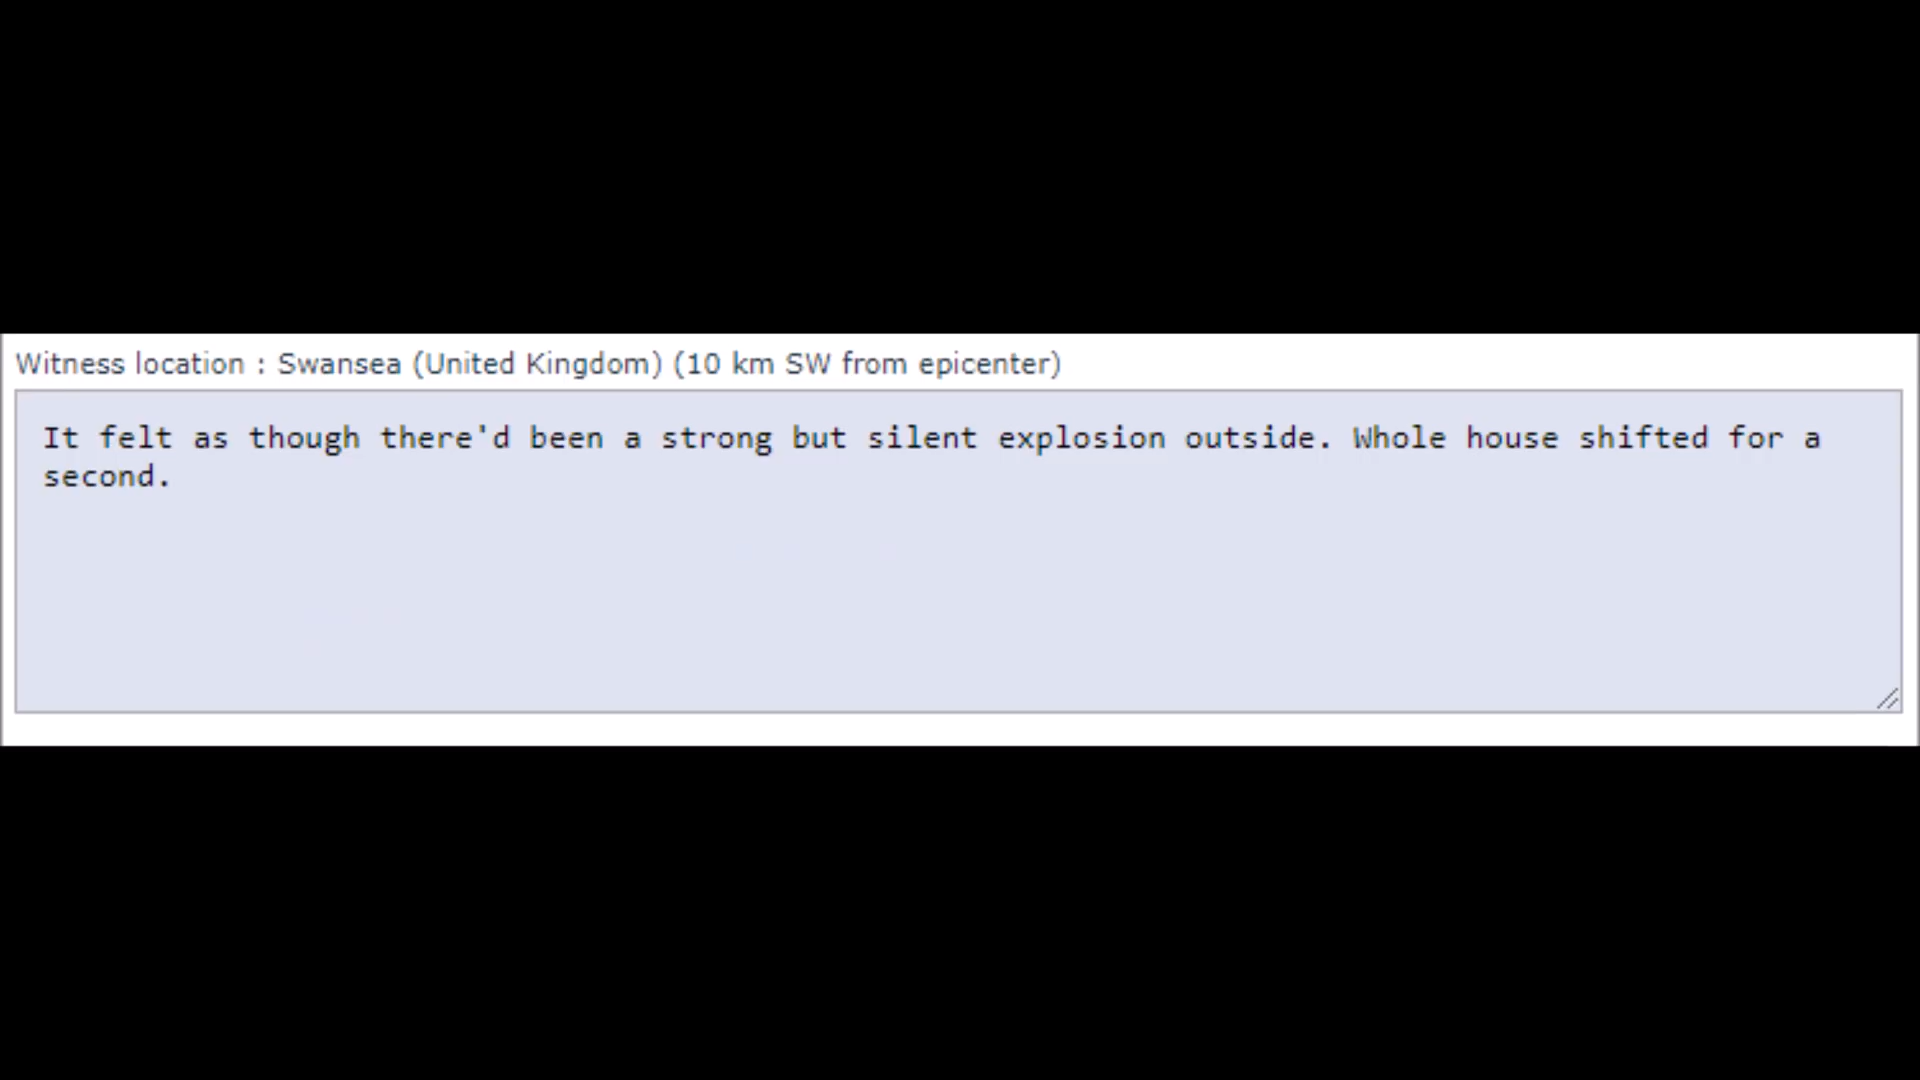 Witness location : Swansea (United Kingdom) (10 km SW from epicenter)
It felt as though there'd been a strong but silent explosion outside. Whole house shifted for a
second.